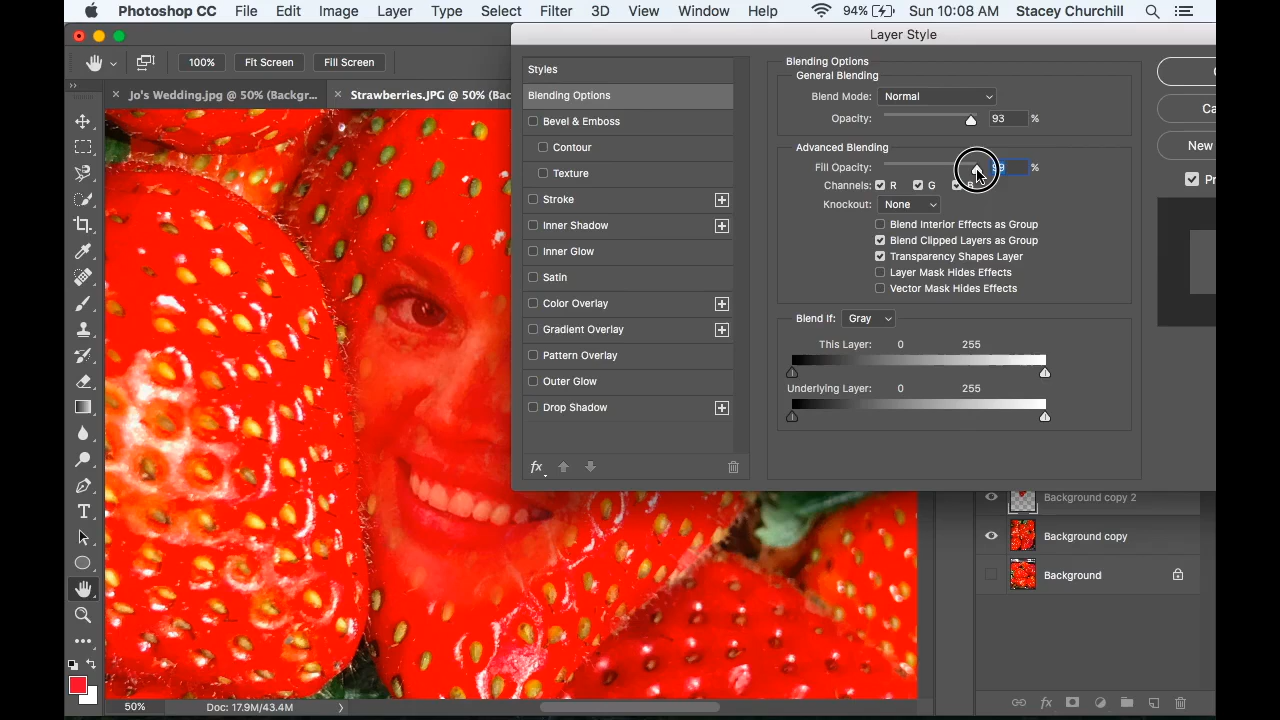 Photoshop CC File Edit Image Layer Type Select Filter 3D View Window Help 94% Sun 10:08 AM Stacey Churchill
Layer Style
100% Fit Screen Fill Screen
Jo's Wedding.jpg @ 50% (Backgr... Strawberries.JPG @ 50% (Bac
Styles
Blending Options
Bevel & Emboss
Contour
Texture
Stroke
Inner Shadow
Inner Glow
Satin
Color Overlay
Gradient Overlay
Pattern Overlay
Outer Glow
Drop Shadow
fx
Blending Options
General Blending
Blend Mode: Normal
Opacity: 93 %
Advanced Blending
Fill Opacity: %
Channels: R G B
Knockout: None
Blend Interior Effects as Group
Blend Clipped Layers as Group
Transparency Shapes Layer
Layer Mask Hides Effects
Vector Mask Hides Effects
Blend If: Gray
This Layer: 0 255
Underlying Layer: 0 255
Ca
New
Pr
Background copy 2
Background copy
Background
fx
50% Doc: 17.9M/43.4M